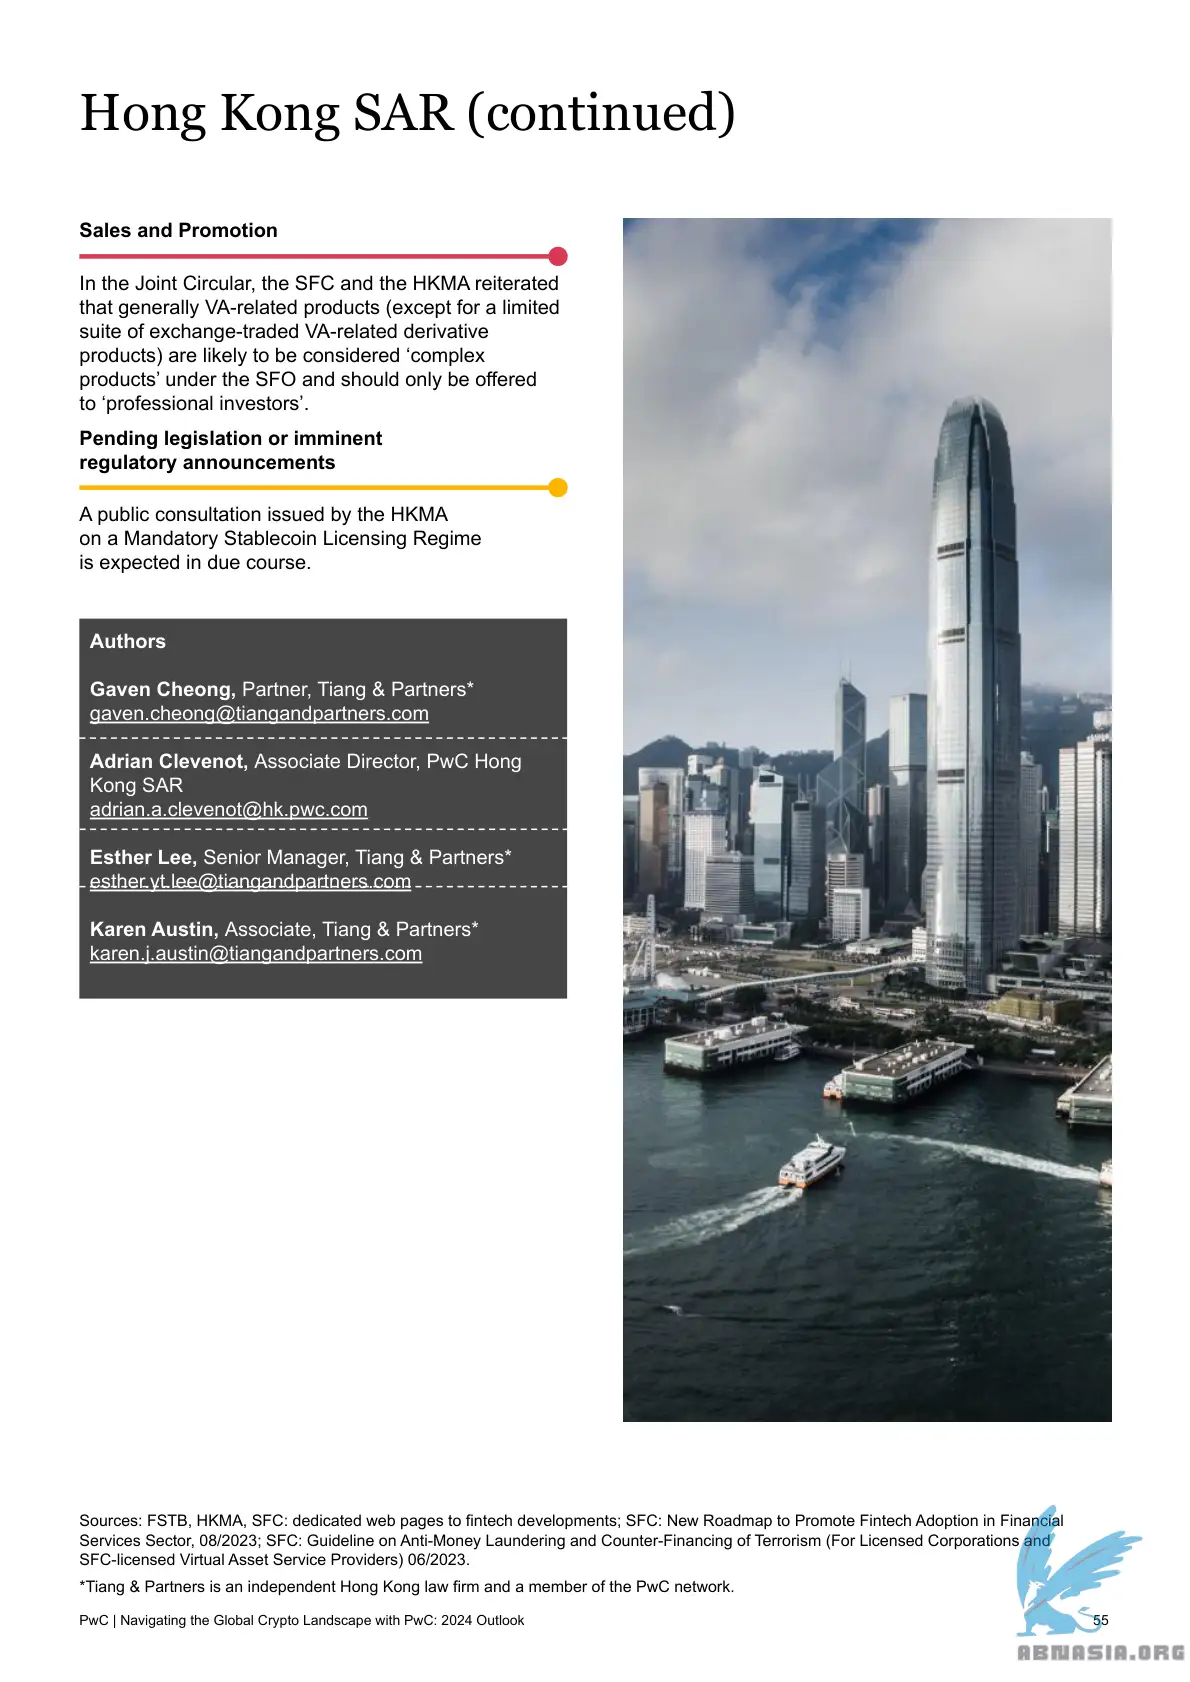 Hong Kong SAR (continued)
Sales and Promotion
In the Joint Circular, the SFC and the HKMA reiterated
that generally VA-related products (except for a limited
suite of exchange-traded VA-related derivative
products) are likely to be considered ‘complex
products’ under the SFO and should only be offered
to ‘professional investors’.
Pending legislation or imminent
regulatory announcements
A public consultation issued by the HKMA
on a Mandatory Stablecoin Licensing Regime
is expected in due course.
Authors
Gaven Cheong, Partner, Tiang & Partners*
gaven.cheong@tiangandpartners.com
Adrian Clevenot, Associate Director, PwC Hong
Kong SAR
adrian.a.clevenot@hk.pwc.com
Esther Lee, Senior Manager, Tiang & Partners*
esther.yt.lee@tiangandpartners.com
Karen Austin, Associate, Tiang & Partners*
karen.j.austin@tiangandpartners.com
Sources: FSTB, HKMA, SFC: dedicated web pages to fintech developments; SFC: New Roadmap to Promote Fintech Adoption in Financial
Services Sector, 08/2023; SFC: Guideline on Anti-Money Laundering and Counter-Financing of Terrorism (For Licensed Corporations and
SFC-licensed Virtual Asset Service Providers) 06/2023.
*Tiang & Partners is an independent Hong Kong law firm and a member of the PwC network.
PwC | Navigating the Global Crypto Landscape with PwC: 2024 Outlook
55
ABNASIA.ORG